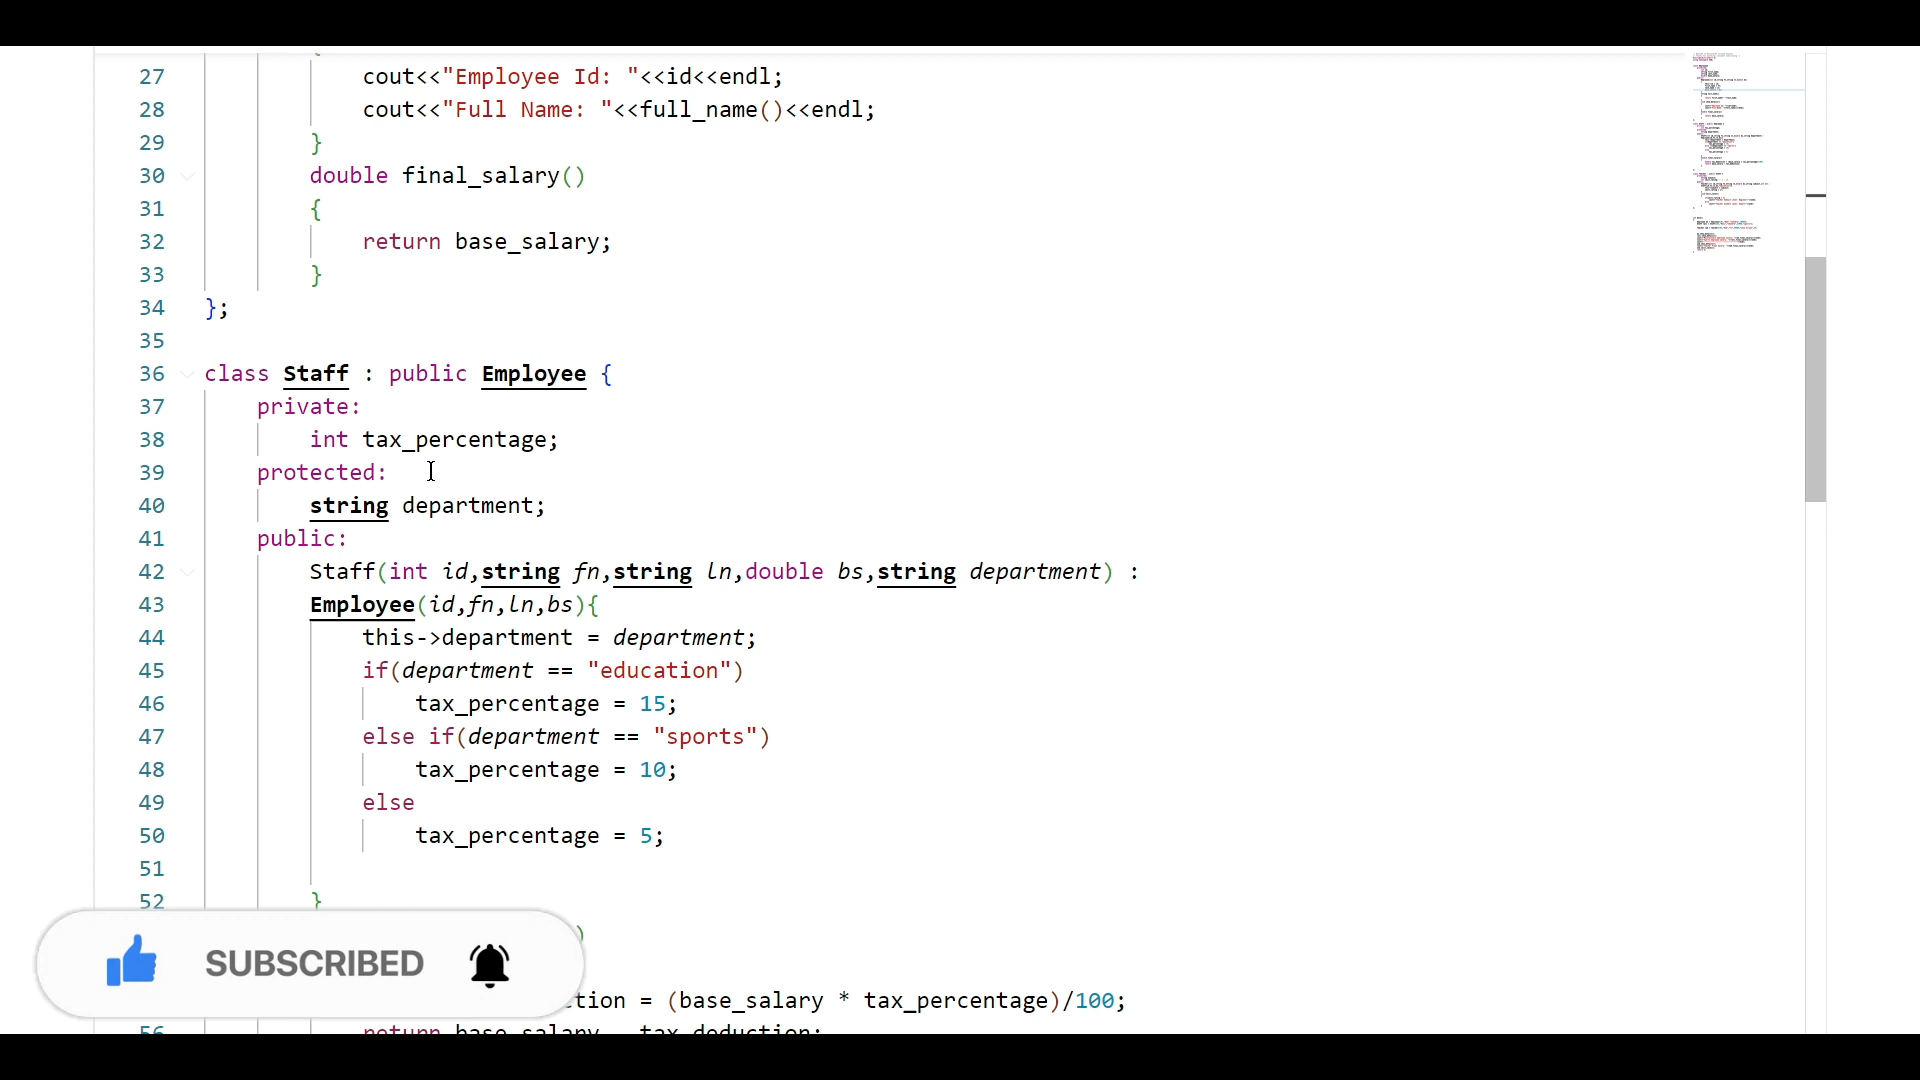 27 cout<<"Employee Id: "<<id<<endl;
28 cout<<"Full Name: "<<full_name()<<endl;
29 }
30 double final_salary()
31 {
32 return base_salary;
33 }
34 };
35
36 class Staff : public Employee {
37 private:
38 int tax_percentage;
39 protected:
40 string department;
41 public:
42 Staff(int id,string fn,string ln,double bs,string department) :
43 Employee(id,fn,ln,bs){
44 this->department = department;
45 if(department == "education")
46 tax_percentage = 15;
47 else if(department == "sports")
48 tax_percentage = 10;
49 else
50 tax_percentage = 5;
51
52 }
)
SUBSCRIBED
tion = (base_salary * tax_percentage)/100;
56 return base_salary - tax_deduction;